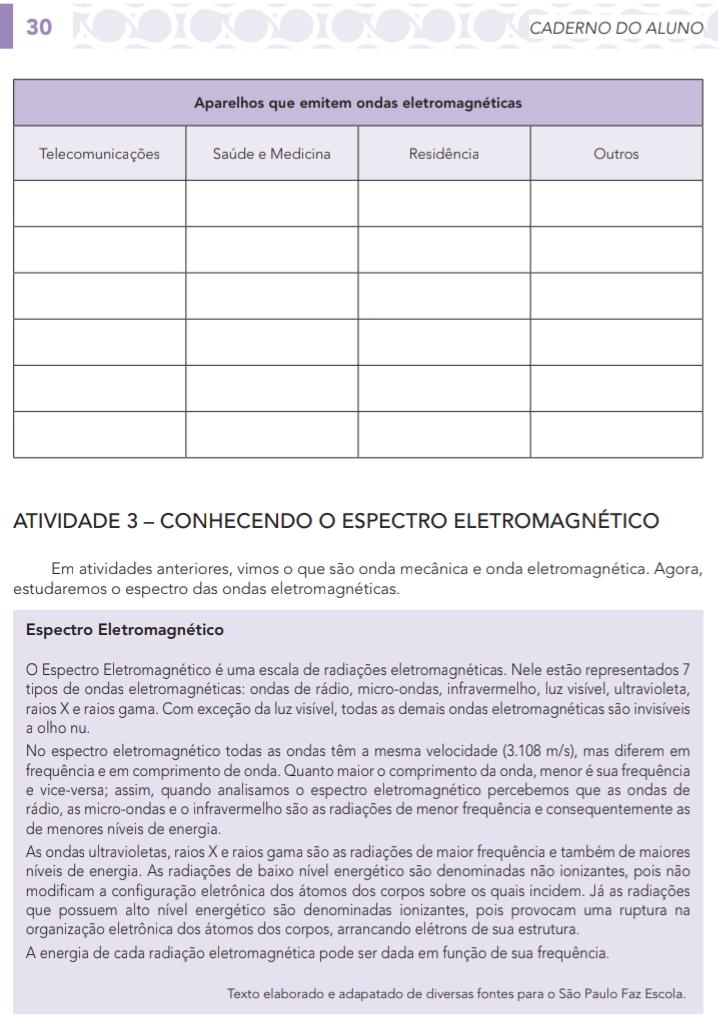 30
CADERNO DO ALUNO
Aparelhos que emitem ondas eletromagnéticas
Telecomunicações Saúde e Medicina Residência Outros
ATIVIDADE 3 – CONHECENDO O ESPECTRO ELETROMAGNÉTICO
Em atividades anteriores, vimos o que são onda mecânica e onda eletromagnética. Agora,
estudaremos o espectro das ondas eletromagnéticas.
Espectro Eletromagnético
O Espectro Eletromagnético é uma escala de radiações eletromagnéticas. Nele estão representados 7
tipos de ondas eletromagnéticas: ondas de rádio, micro-ondas, infravermelho, luz visível, ultravioleta,
raios X e raios gama. Com exceção da luz visível, todas as demais ondas eletromagnéticas são invisíveis
a olho nu.
No espectro eletromagnético todas as ondas têm a mesma velocidade (3.108 m/s), mas diferem em
frequência e em comprimento de onda. Quanto maior o comprimento da onda, menor é sua frequência
e vice-versa; assim, quando analisamos o espectro eletromagnético percebemos que as ondas de
rádio, as micro-ondas e o infravermelho são as radiações de menor frequência e consequentemente as
de menores níveis de energia.
As ondas ultravioletas, raios X e raios gama são as radiações de maior frequência e também de maiores
níveis de energia. As radiações de baixo nível energético são denominadas não ionizantes, pois não
modificam a configuração eletrônica dos átomos dos corpos sobre os quais incidem. Já as radiações
que possuem alto nível energético são denominadas ionizantes, pois provocam uma ruptura na
organização eletrônica dos átomos dos corpos, arrancando elétrons de sua estrutura.
A energia de cada radiação eletromagnética pode ser dada em função de sua frequência.
Texto elaborado e adapatado de diversas fontes para o São Paulo Faz Escola.